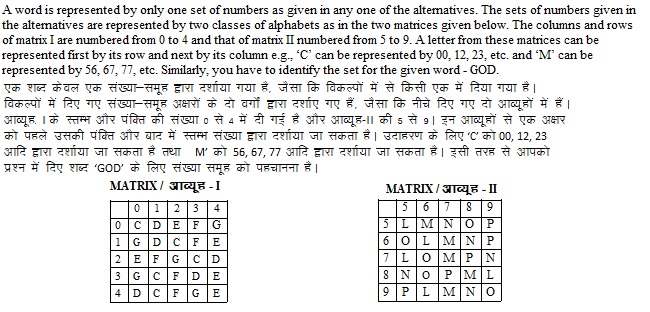 A word is represented by only one set of numbers as given in any one of the alternatives. The sets of numbers given in
the alternatives are represented by two classes of alphabets as in the two matrices given below. The columns and rows
of matrix I are numbered from 0 to 4 and that of matrix II numbered from 5 to 9. A letter from these matrices can be
represented first by its row and next by its column e.g., ‘C’ can be represented by 00, 12, 23, etc. and ‘M’ can be
represented by 56, 67, 77, etc. Similarly, you have to identify the set for the given word - GOD.
एक शब्द केवल एक संख्या-समूह द्वारा दर्शाया गया है, जैसा कि विकल्पों में से किसी एक में दिया गया है।
विकल्पों में दिए गए संख्या-समूह अक्षरों के दो वर्गों द्वारा दर्शाए गए हैं, जैसा कि नीचे दिए गए दो आव्यूहों में हैं।
आव्यूह. I के स्तम्भ और पंक्ति की संख्या 0 से 4 में दी गई है और आव्यूह-II की 5 से 9। इन आव्यूहों से एक अक्षर
को पहले उसकी पंक्ति और बाद में स्तम्भ संख्या द्वारा दर्शाया जा सकता है। उदाहरण के लिए ‘C’ को 00, 12, 23
आदि द्वारा दर्शाया जा सकता है तथा M’ को 56, 67, 77 आदि द्वारा दर्शाया जा सकता है। इसी तरह से आपको
प्रश्न में दिए शब्द ‘GOD’ के लिए संख्या समूह को पहचानना है।
MATRIX / आव्यूह - I
0 1 2 3 4
0 C D E F G
1 G D C F E
2 E F G C D
3 G C F D E
4 D C F G E
MATRIX / आव्यूह - II
5 6 7 8 9
5 L M N O P
6 O L M N P
7 L O M P N
8 N O P M L
9 P L M N O